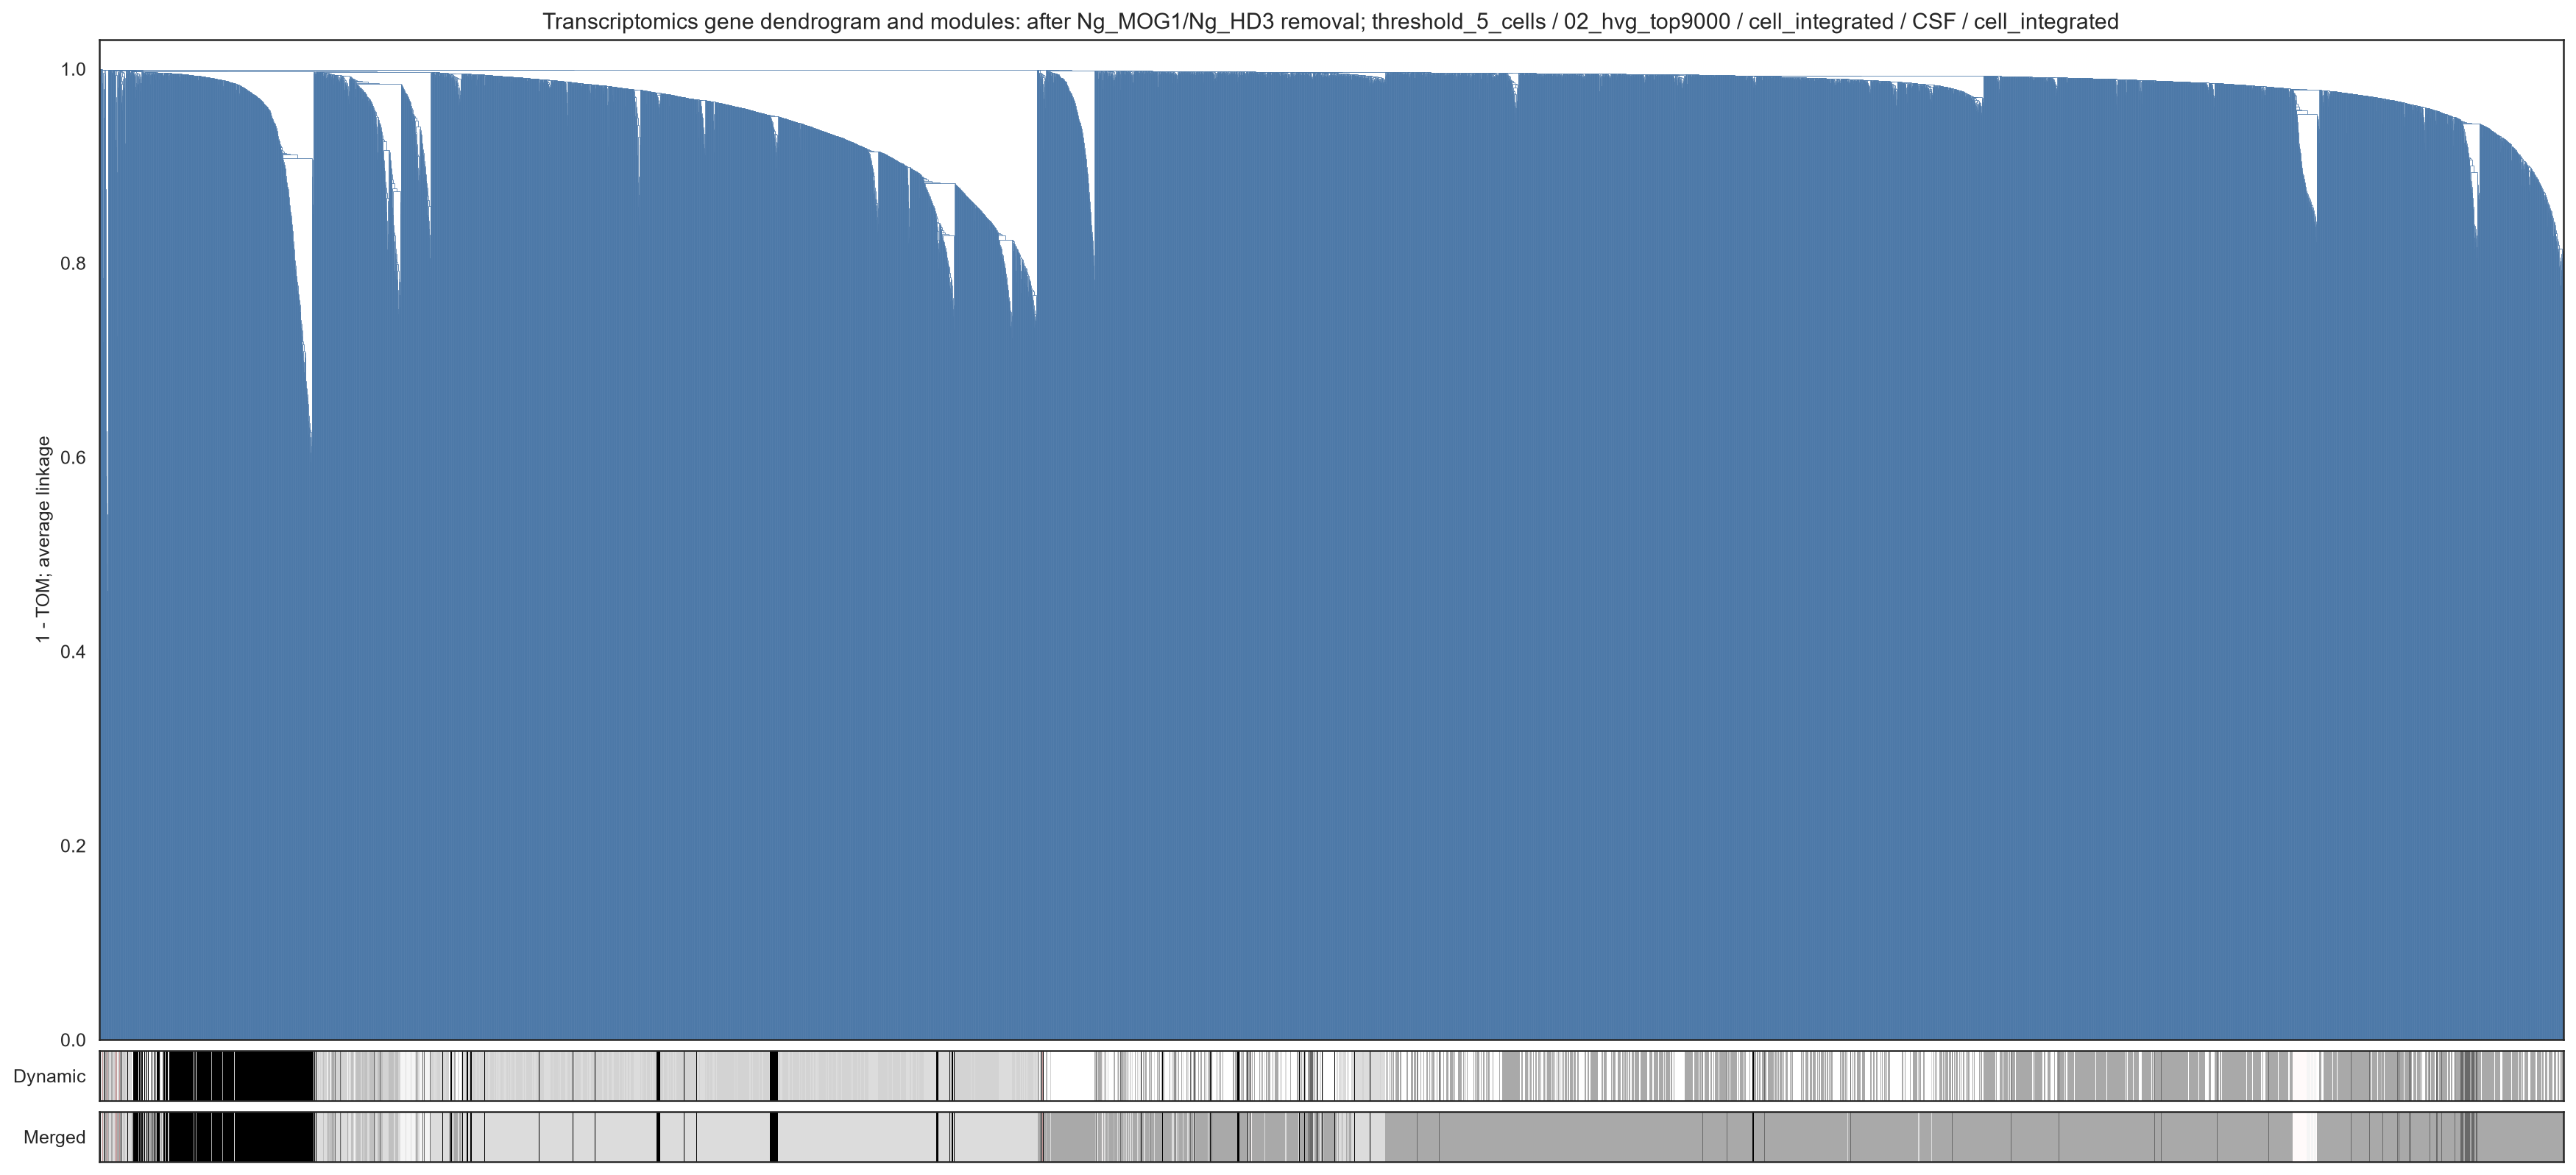 Transcriptomics gene dendrogram and modules: after Ng_MOG1/Ng_HD3 removal; threshold_5_cells / 02_hvg_top9000 / cell_integrated / CSF / cell_integrated
1.0
0.8
0.6
0.4
0.2
0.0
1 - TOM; average linkage
Dynamic
Merged